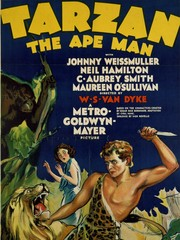 TARZAN
THE APE MAN
WITH
JOHNNY WEISSMULLER
NEIL HAMILTON
C. AUBREY SMITH
MAUREEN O'SULLIVAN
DIRECTED BY
W. S. VAN DYKE
A
METRO-
GOLDWYN-
MAYER
PICTURE